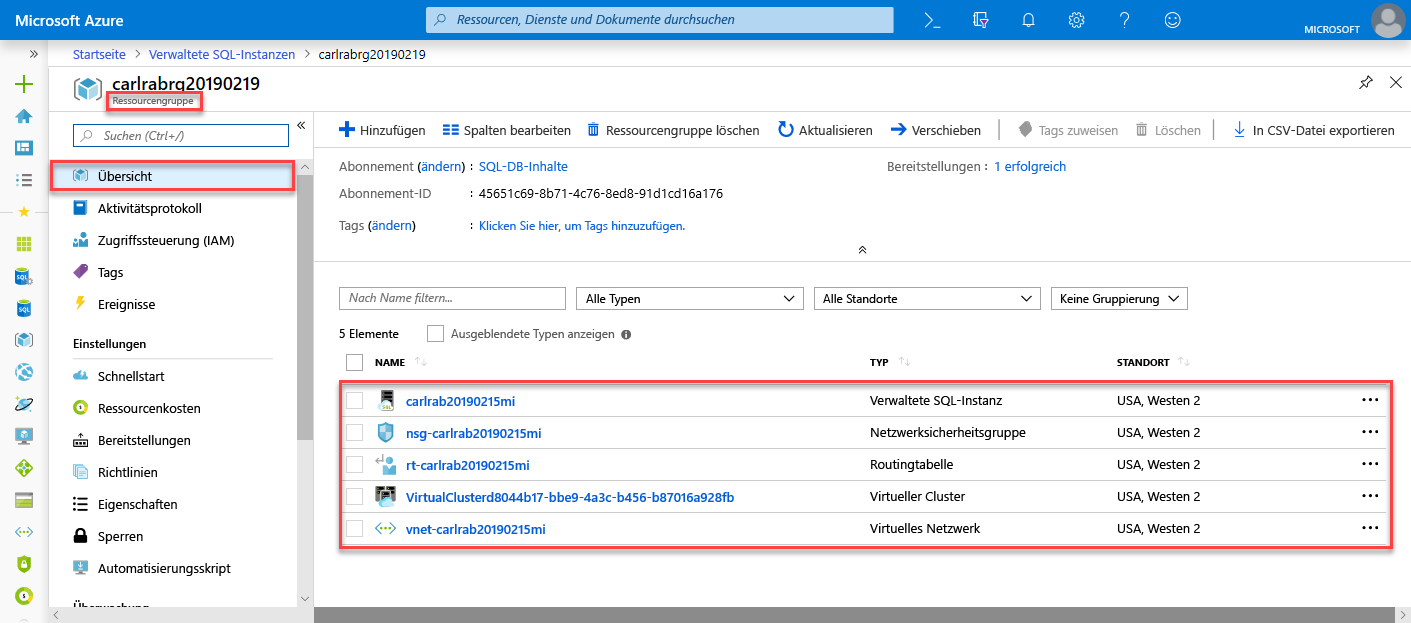 Microsoft Azure
Ressourcen, Dienste und Dokumente durchsuchen
MICROSOFT
Startseite > Verwaltete SQL-Instanzen > carlrabrg20190219
carlrabrg20190219
Ressourcengruppe
Suchen (Ctrl+/)
Übersicht
Aktivitätsprotokoll
Zugriffssteuerung (IAM)
Tags
Ereignisse
Einstellungen
Schnellstart
Ressourcenkosten
Bereitstellungen
Richtlinien
Eigenschaften
Sperren
Automatisierungsskript
Überwachung
Hinzufügen Spalten bearbeiten Ressourcengruppe löschen Aktualisieren Verschieben Tags zuweisen Löschen In CSV-Datei exportieren
Abonnement (ändern) : SQL-DB-Inhalte Bereitstellungen : 1 erfolgreich
Abonnement-ID : 45651c69-8b71-4c76-8ed8-91d1cd16a176
Tags (ändern) : Klicken Sie hier, um Tags hinzuzufügen.
Nach Name filtern... Alle Typen Alle Standorte Keine Gruppierung
5 Elemente Ausgeblendete Typen anzeigen
NAME TYP STANDORT
carlrab20190215mi Verwaltete SQL-Instanz USA, Westen 2
nsg-carlrab20190215mi Netzwerksicherheitsgruppe USA, Westen 2
rt-carlrab20190215mi Routingtabelle USA, Westen 2
VirtualClusterd8044b17-bbe9-4a3c-b456-b87016a928fb Virtueller Cluster USA, Westen 2
vnet-carlrab20190215mi Virtuelles Netzwerk USA, Westen 2